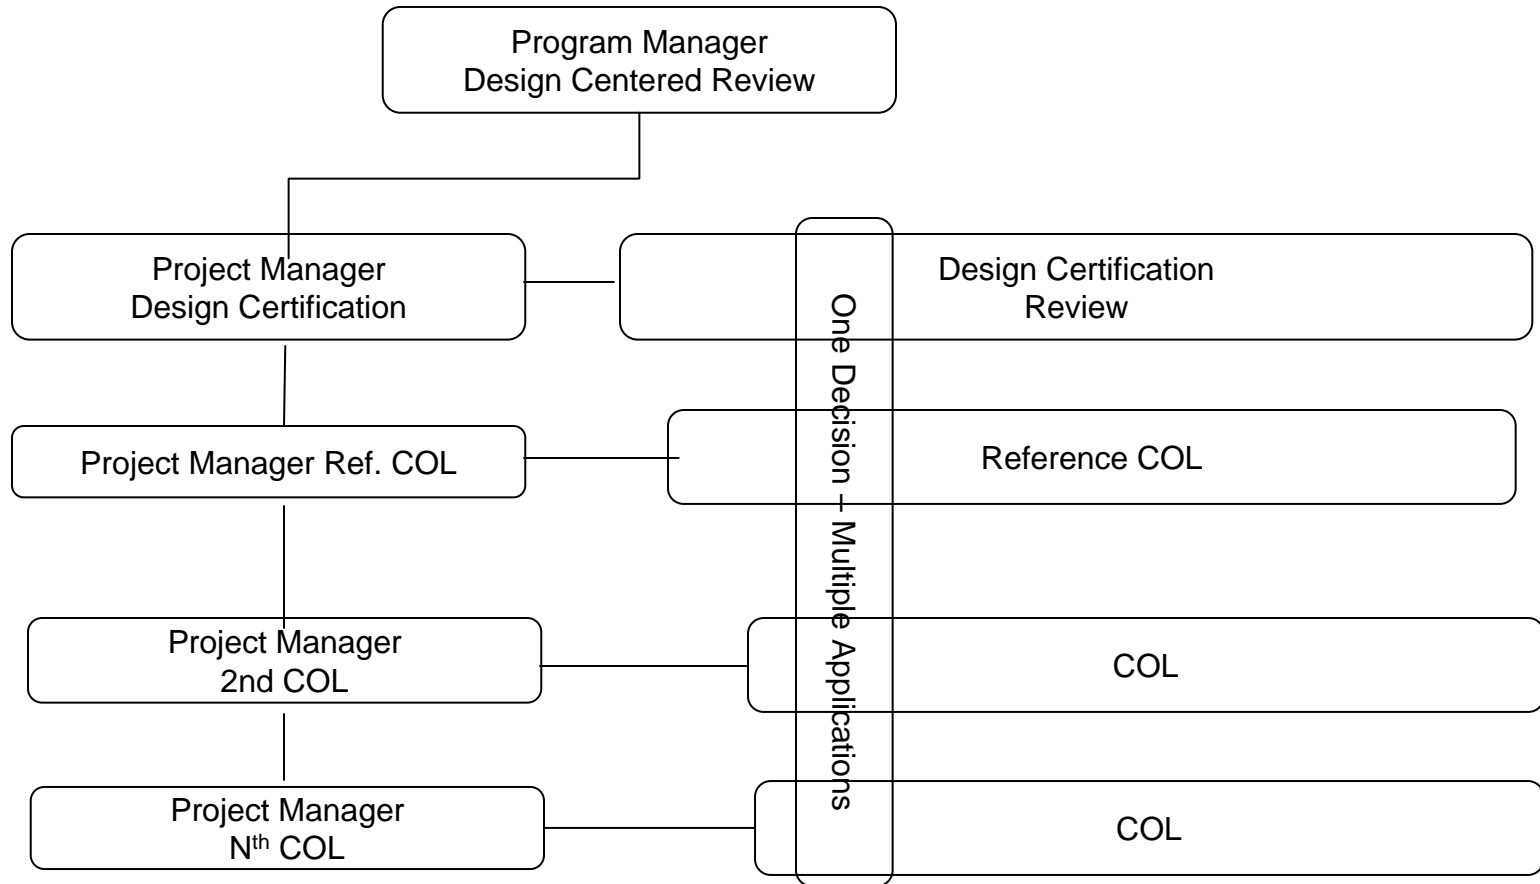 Program Manager
Design Centered Review
Project Manager
Design Certification
Design Certification
Review
One Decision – Multiple Applications
Project Manager Ref. COL
Reference COL
Project Manager
2nd COL
COL
Project Manager
Nth COL
COL